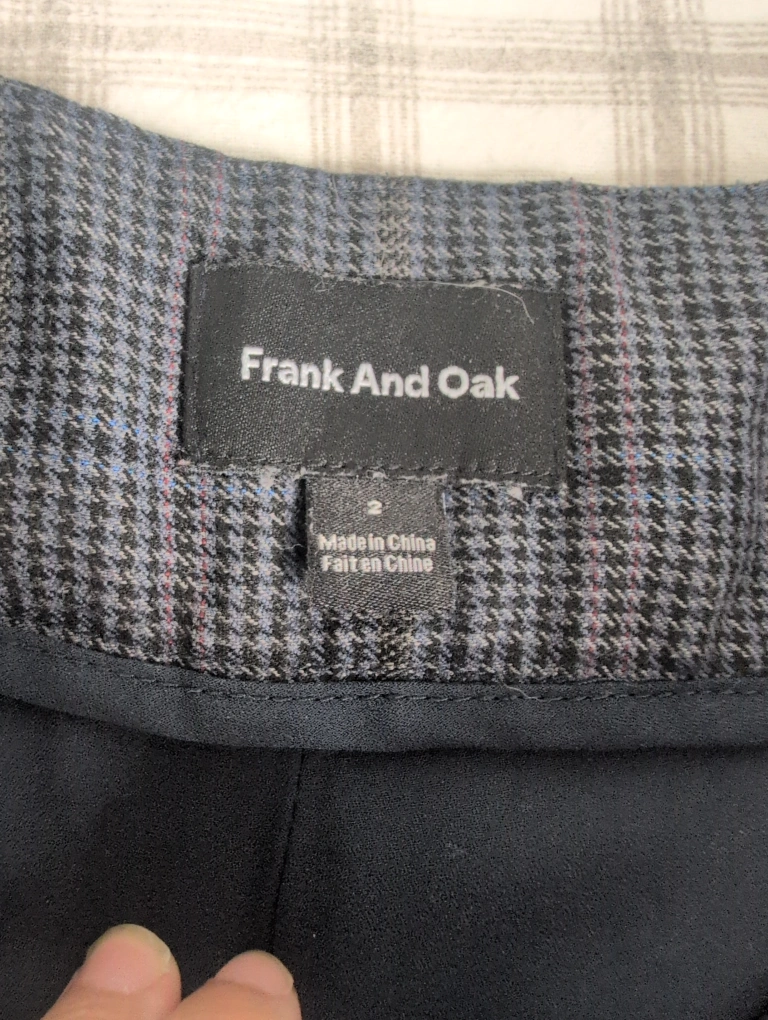 Frank And Oak
2
Made in China
Fait en Chine